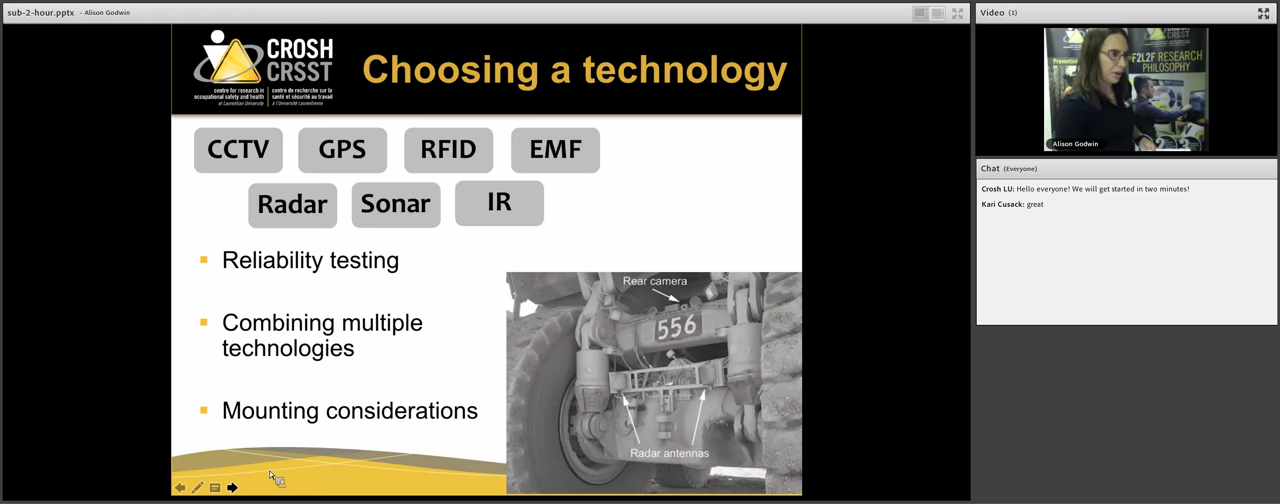 sub-2-hour.pptx - Alison Godwin
CROSH
CRSST
centre for research in
occupational safety and health
at Laurentian University
centre de recherche sur la
santé et sécurité au travail
à l'Université Laurentienne
Choosing a technology
CCTV GPS RFID EMF
Radar Sonar IR
Reliability testing
Combining multiple
technologies
Mounting considerations
Rear camera
556
Radar antennas
Video (1)
F2L2F RESEARCH
PHILOSOPHY
Alison Godwin
Chat (Everyone)
Crosh LU: Hello everyone! We will get started in two minutes!
Kari Cusack: great